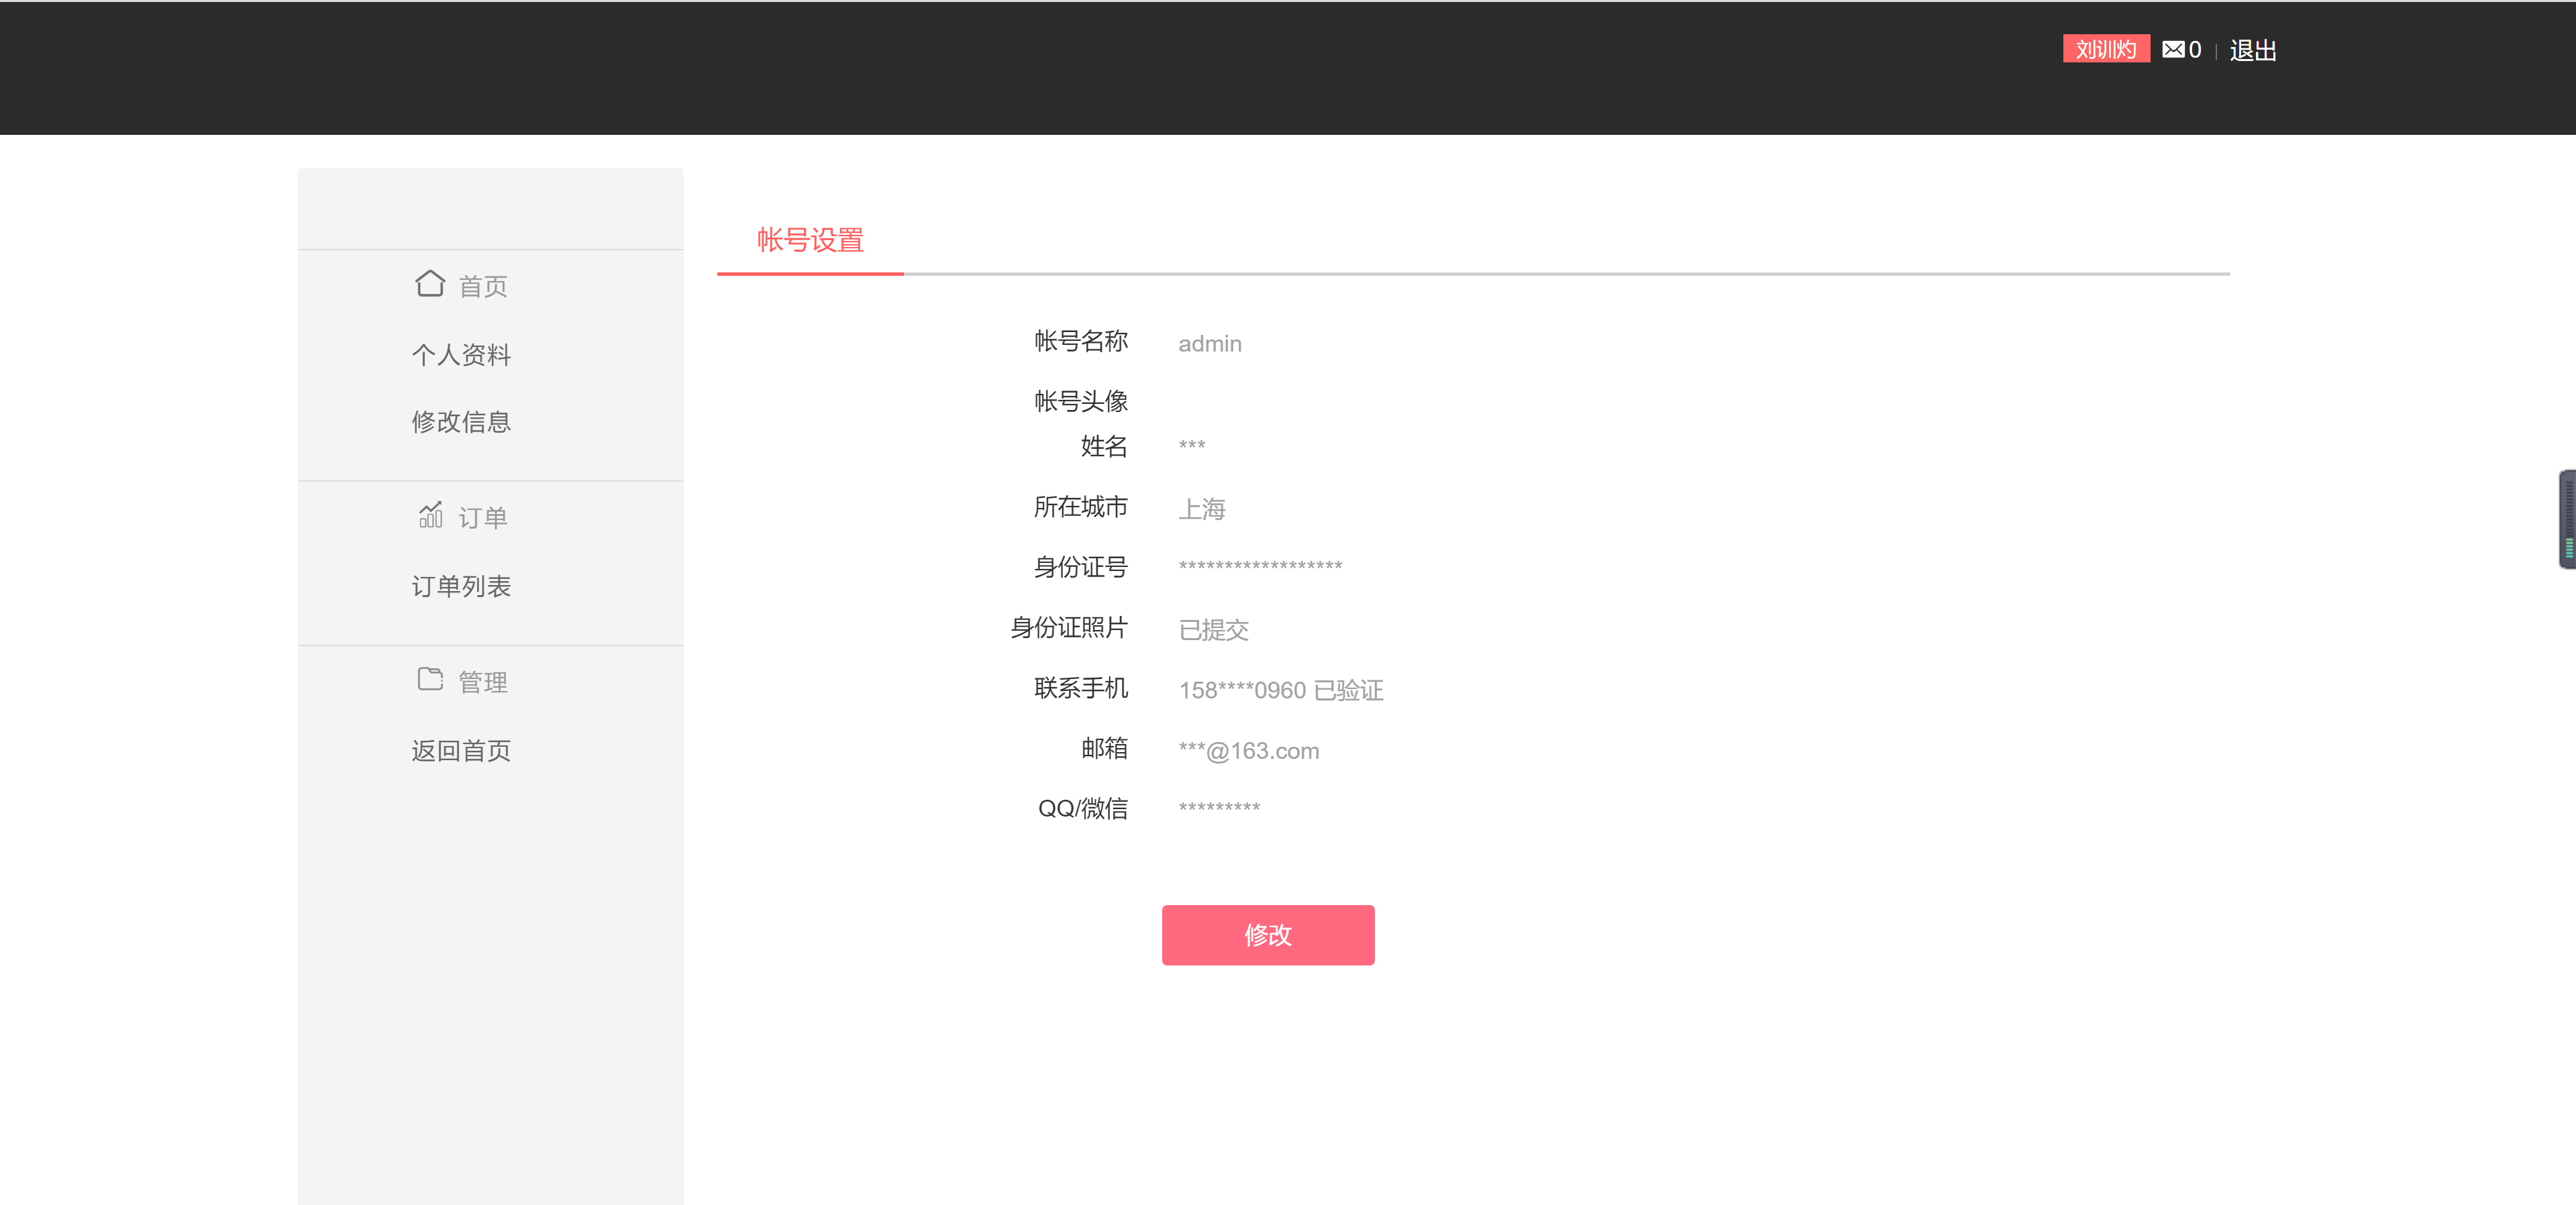 刘训灼 0 | 退出
帐号设置
首页
个人资料
修改信息
订单
订单列表
管理
返回首页
帐号名称 admin
帐号头像
姓名 ***
所在城市 上海
身份证号 ******************
身份证照片 已提交
联系手机 158****0960 已验证
邮箱 ***@163.com
QQ/微信 *********
修改